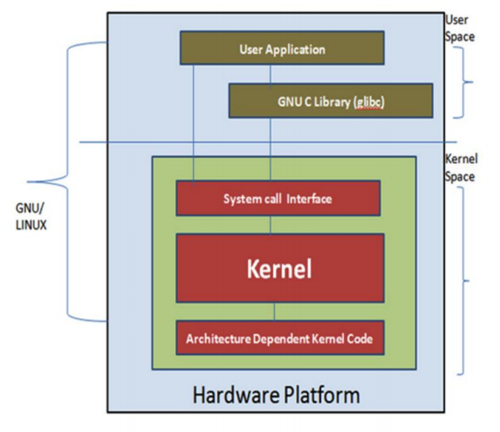 User
Space
User Application
GNU C Library (glibc)
Kernel
Space
System call Interface
GNU/
LINUX
Kernel
Architecture Dependent Kernel Code
Hardware Platform